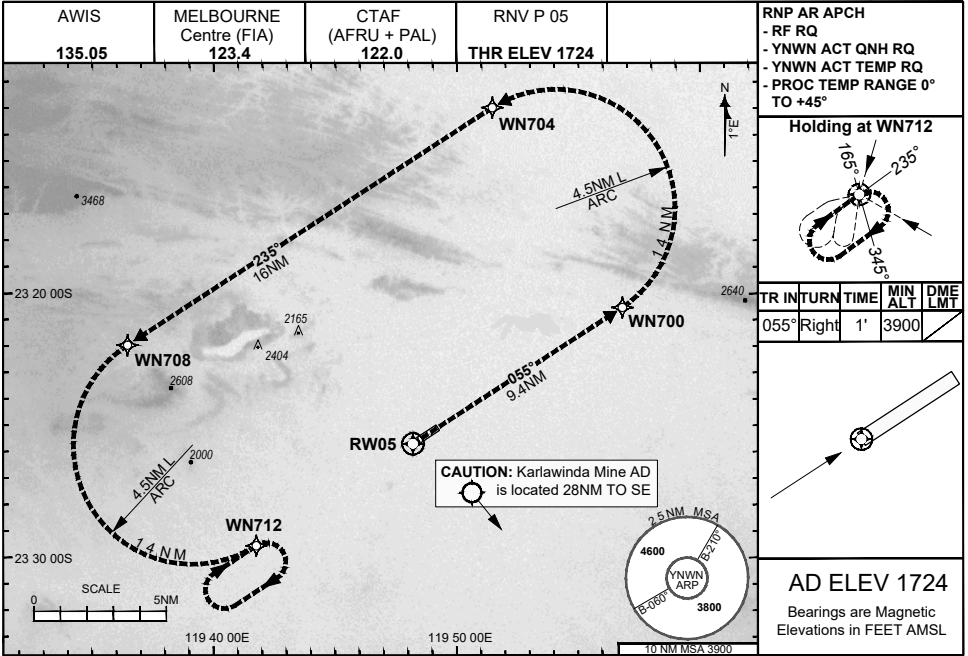 AWIS
135.05
MELBOURNE
Centre (FIA)
123.4
CTAF
(AFRU + PAL)
122.0
RNV P 05
THR ELEV 1724
RNP AR APCH
- RF RQ
- YNWN ACT QNH RQ
- YNWN ACT TEMP RQ
- PROC TEMP RANGE 0°
TO +45°
N
1°E
WN704
4.5NM L
ARC
14NM
3468
235°
16NM
23 20 00S
2640
WN700
2165
2404
WN708
2608
055°
9.4NM
RW05
2000
4.5NM L
ARC
CAUTION: Karlawinda Mine AD
is located 28NM TO SE
WN712
14NM
23 30 00S
SCALE
0 5NM
119 40 00E
119 50 00E
25NM MSA
4600
B-210°
YNWN
ARP
B-060°
3800
10 NM MSA 3900
Holding at WN712
165°
235°
345°
TR IN TURN TIME MIN ALT DME LMT
055° Right 1' 3900
AD ELEV 1724
Bearings are Magnetic
Elevations in FEET AMSL